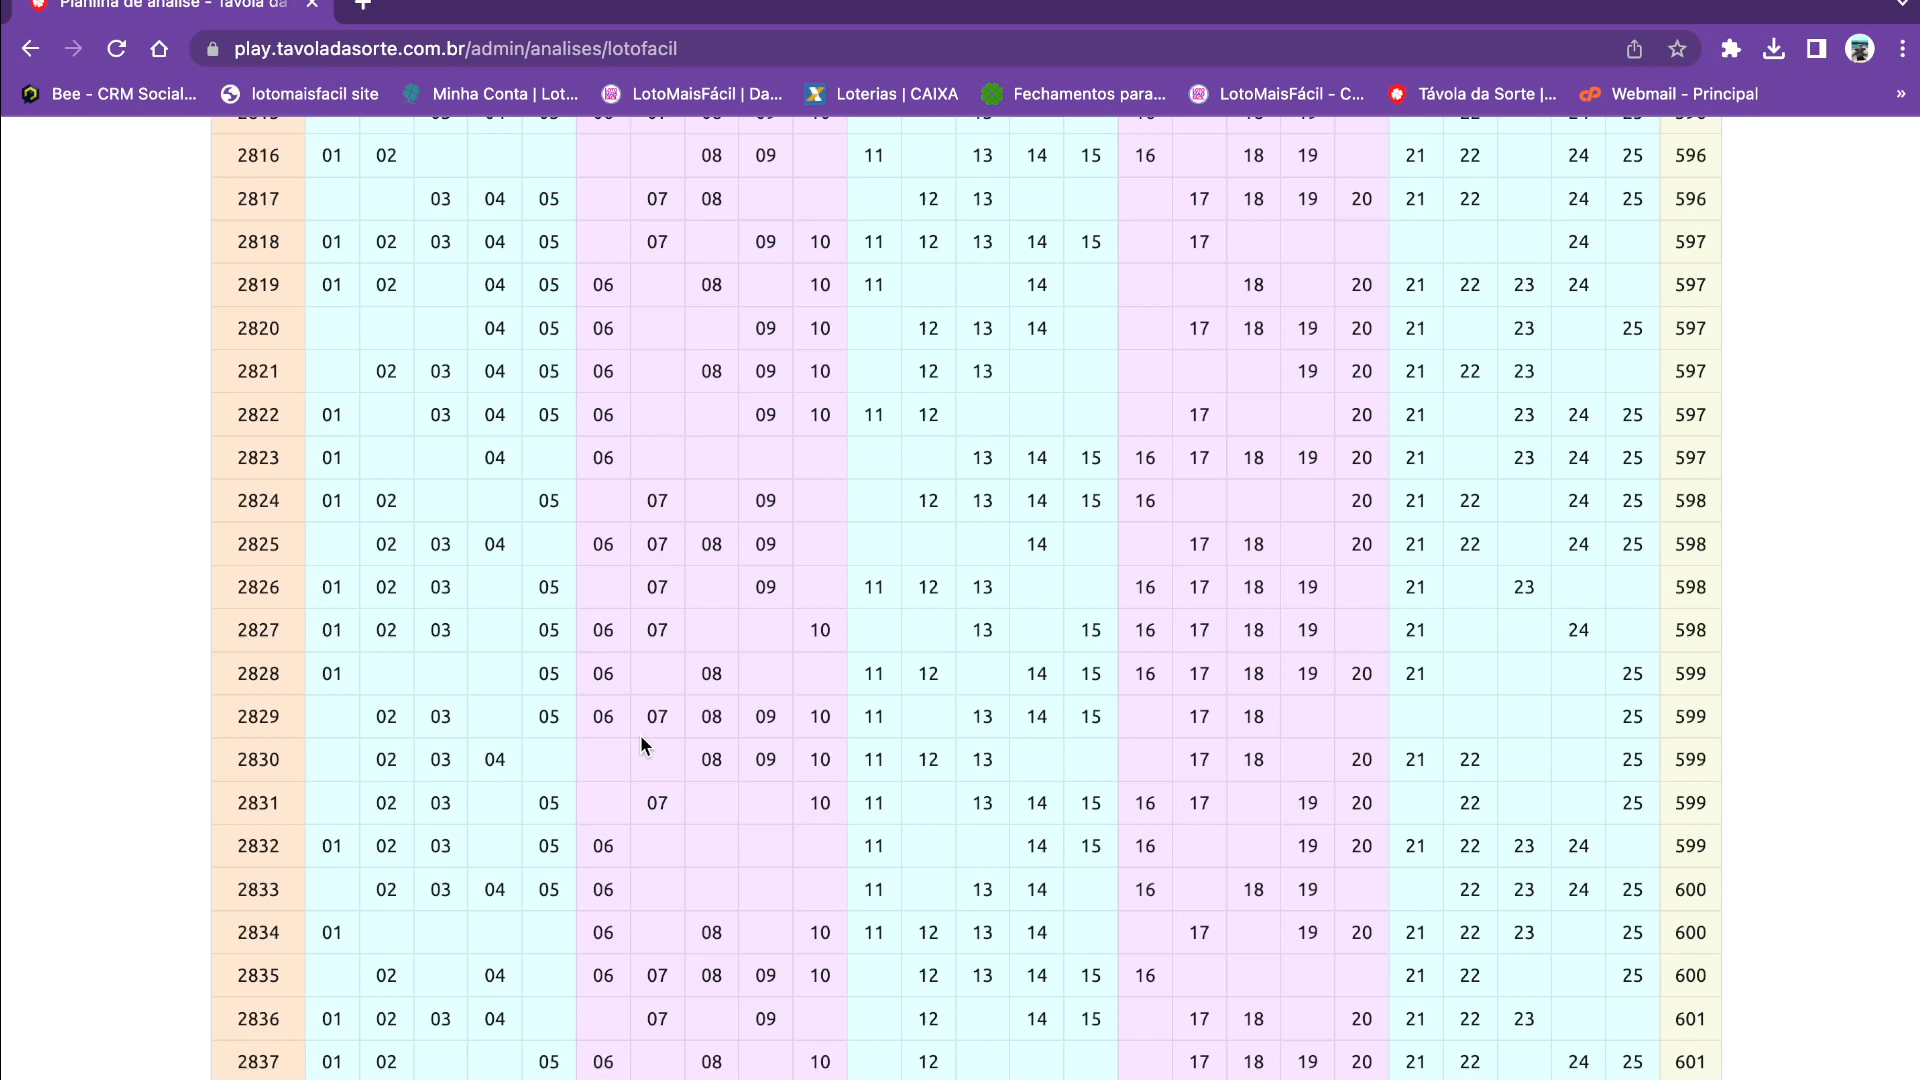 Planilha de análise - Távola da
play.tavoladasorte.com.br/admin/analises/lotofacil
Bee - CRM Social... lotomaisfacil site Minha Conta | Lot... LotoMaisFácil | Da... Loterias | CAIXA Fechamentos para... LotoMaisFácil - C... Távola da Sorte |... Webmail - Principal »
2816 01 02 08 09 11 13 14 15 16 18 19 21 22 24 25 596
2817 03 04 05 07 08 12 13 17 18 19 20 21 22 24 25 596
2818 01 02 03 04 05 07 09 10 11 12 13 14 15 17 24 597
2819 01 02 04 05 06 08 10 11 14 18 20 21 22 23 24 597
2820 04 05 06 09 10 12 13 14 17 18 19 20 21 23 25 597
2821 02 03 04 05 06 08 09 10 12 13 19 20 21 22 23 597
2822 01 03 04 05 06 09 10 11 12 17 20 21 23 24 25 597
2823 01 04 06 13 14 15 16 17 18 19 20 21 23 24 25 597
2824 01 02 05 07 09 12 13 14 15 16 20 21 22 24 25 598
2825 02 03 04 06 07 08 09 14 17 18 20 21 22 24 25 598
2826 01 02 03 05 07 09 11 12 13 16 17 18 19 21 23 598
2827 01 02 03 05 06 07 10 13 15 16 17 18 19 21 24 598
2828 01 05 06 08 11 12 14 15 16 17 18 19 20 21 25 599
2829 02 03 05 06 07 08 09 10 11 13 14 15 17 18 25 599
2830 02 03 04 08 09 10 11 12 13 17 18 20 21 22 25 599
2831 02 03 05 07 10 11 13 14 15 16 17 19 20 22 25 599
2832 01 02 03 05 06 11 14 15 16 19 20 21 22 23 24 599
2833 02 03 04 05 06 11 13 14 16 18 19 22 23 24 25 600
2834 01 06 08 10 11 12 13 14 17 19 20 21 22 23 25 600
2835 02 04 06 07 08 09 10 12 13 14 15 16 21 22 25 600
2836 01 02 03 04 07 09 12 14 15 17 18 20 21 22 23 601
2837 01 02 05 06 08 10 12 17 18 19 20 21 22 24 25 601